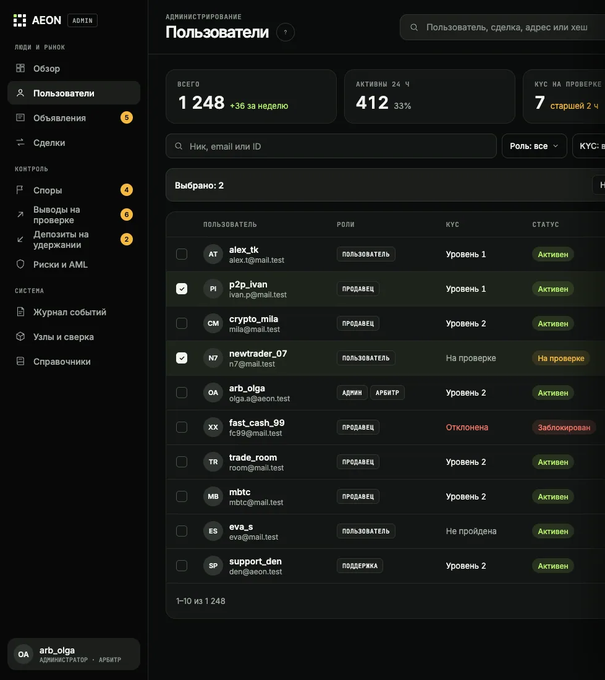 AEON ADMIN
ЛЮДИ И РЫНОК
Обзор
Пользователи
Объявления 5
Сделки
КОНТРОЛЬ
Споры 4
Выводы на
проверке 6
Депозиты на
удержании 2
Риски и AML
СИСТЕМА
Журнал событий
Узлы и сверка
Справочники
OA
arb_olga
АДМИНИСТРАТОР · АРБИТР
АДМИНИСТРИРОВАНИЕ
Пользователи ?
Пользователь, сделка, адрес или хеш
ВСЕГО
1 248 +36 за неделю
АКТИВНЫ 24 Ч
412 33%
KYC НА ПРОВЕРКЕ
7 старшей 2 ч
Ник, email или ID
Роль: все
KYC: в
Выбрано: 2
Н
ПОЛЬЗОВАТЕЛЬ РОЛИ KYC СТАТУС
AT alex_tk ПОЛЬЗОВАТЕЛЬ Уровень 1 Активен
alex.t@mail.test
PI p2p_ivan ПРОДАВЕЦ Уровень 1 Активен
ivan.p@mail.test
CM crypto_mila ПРОДАВЕЦ Уровень 2 Активен
mila@mail.test
N7 newtrader_07 ПОЛЬЗОВАТЕЛЬ На проверке На проверке
n7@mail.test
OA arb_olga АДМИН АРБИТР Уровень 2 Активен
olga.a@aeon.test
XX fast_cash_99 ПРОДАВЕЦ Отклонена Заблокирован
fc99@mail.test
TR trade_room ПРОДАВЕЦ Уровень 2 Активен
room@mail.test
MB mbtc ПРОДАВЕЦ Уровень 2 Активен
mbtc@mail.test
ES eva_s ПОЛЬЗОВАТЕЛЬ Не пройдена Активен
eva@mail.test
SP support_den ПОДДЕРЖКА Уровень 2 Активен
den@aeon.test
1–10 из 1 248